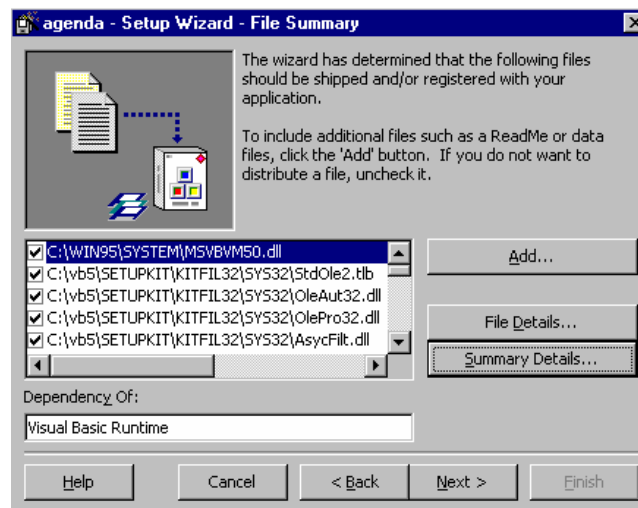 agenda - Setup Wizard - File Summary
The wizard has determined that the following files
should be shipped and/or registered with your
application.
To include additional files such as a ReadMe or data
files, click the 'Add' button.  If you do not want to
distribute a file, uncheck it.
C:\WIN95\SYSTEM\MSVBVM50.dll
C:\vb5\SETUPKIT\KITFIL32\SYS32\StdOle2.tlb
C:\vb5\SETUPKIT\KITFIL32\SYS32\OleAut32.dll
C:\vb5\SETUPKIT\KITFIL32\SYS32\OlePro32.dll
C:\vb5\SETUPKIT\KITFIL32\SYS32\AsycFilt.dll
Add...
File Details...
Summary Details...
Dependency Of:
Visual Basic Runtime
Help
Cancel
< Back
Next >
Finish